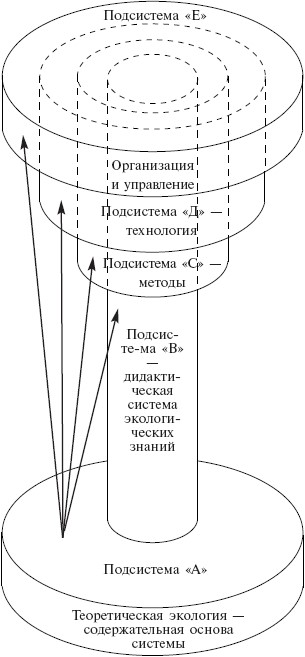 Подсистема «Е»
Организация
и управление
Подсистема «Д» —
технология
Подсистема «С» —
методы
Подсис-
те-ма «В»
—
дидакти-
ческая
система
экологи-
ческих
знаний
Подсистема «А»
Теоретическая экология —
содержательная основа
системы